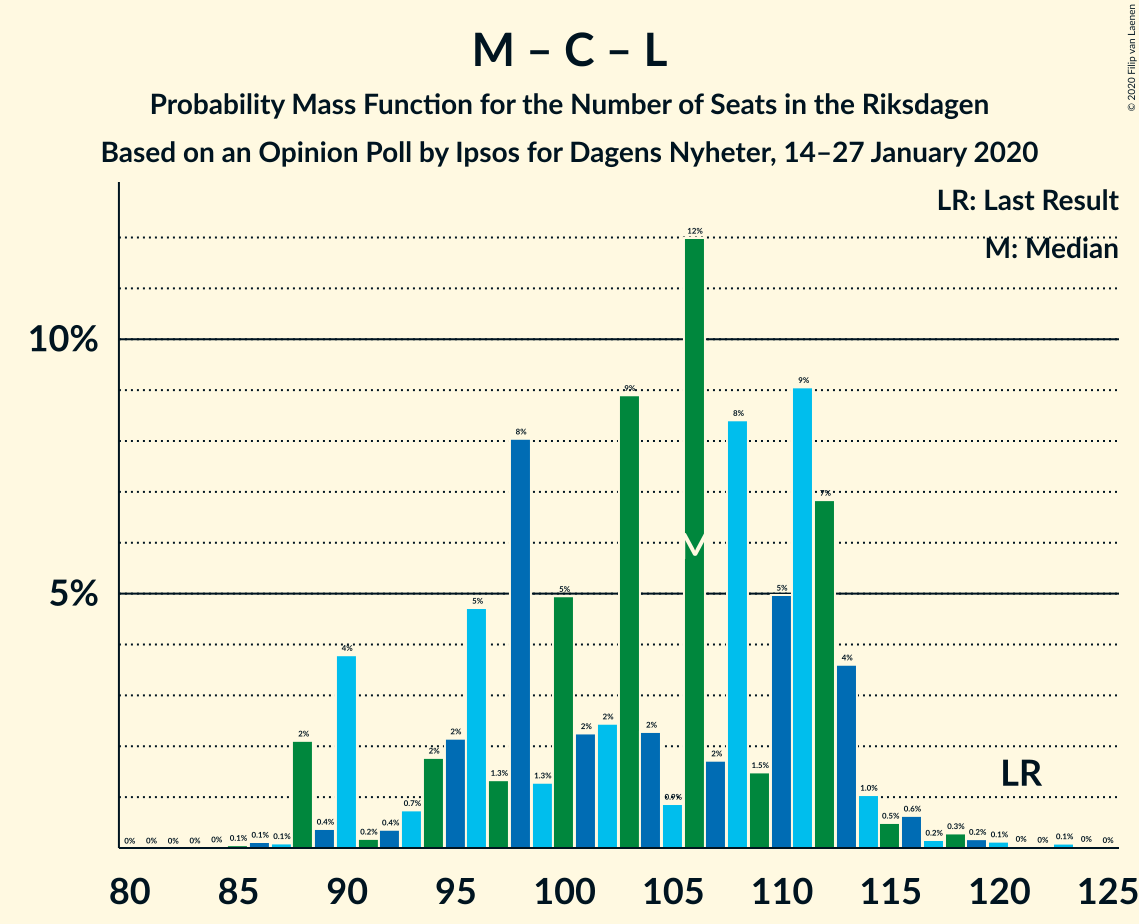 M – C – L
Probability Mass Function for the Number of Seats in the Riksdagen
Based on an Opinion Poll by Ipsos for Dagens Nyheter, 14–27 January 2020
© 2020 Filip van Laenen
LR: Last Result
M: Median
10%
5%
0% 0% 0% 0% 0% 0.1% 0.1% 0.1% 2% 0.4% 4% 0.2% 0.4% 0.7% 2% 2% 5% 1.3% 8% 1.3% 5% 2% 2% 9% 2% 0.9% 12% 2% 8% 1.5% 5% 9% 7% 4% 1.0% 0.5% 0.6% 0.2% 0.3% 0.2% 0.1% 0% 0% 0.1% 0% 0%
LR
80 85 90 95 100 105 110 115 120 125